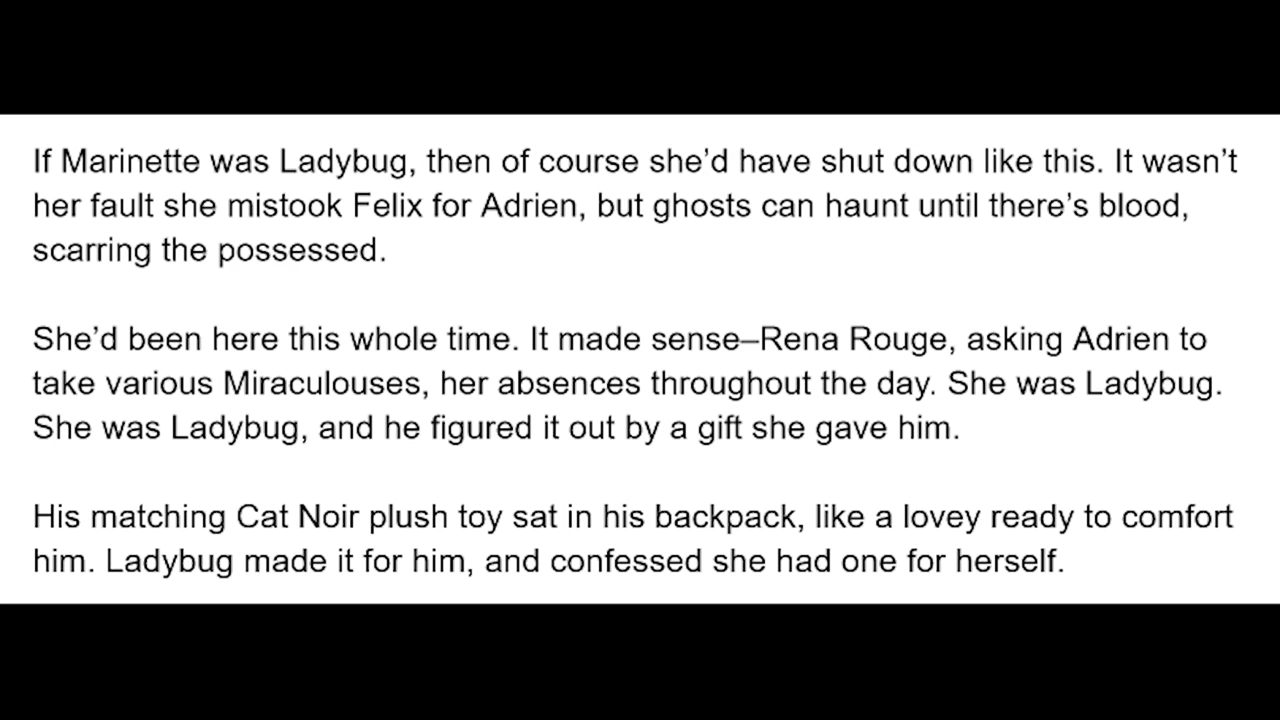 If Marinette was Ladybug, then of course she’d have shut down like this. It wasn’t
her fault she mistook Felix for Adrien, but ghosts can haunt until there’s blood,
scarring the possessed.
She’d been here this whole time. It made sense–Rena Rouge, asking Adrien to
take various Miraculouses, her absences throughout the day. She was Ladybug.
She was Ladybug, and he figured it out by a gift she gave him.
His matching Cat Noir plush toy sat in his backpack, like a lovey ready to comfort
him. Ladybug made it for him, and confessed she had one for herself.